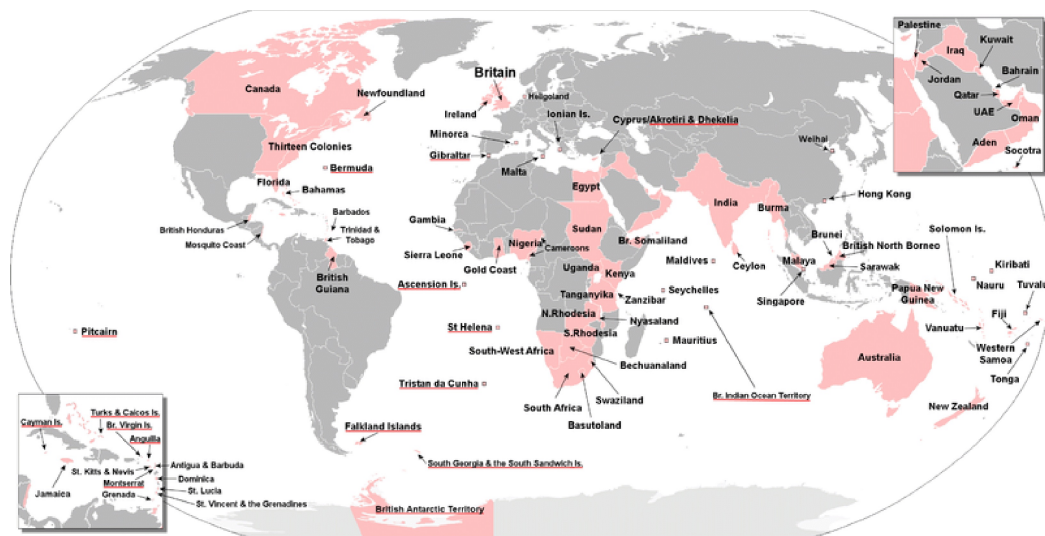 Palestine
Iraq
Kuwait
Jordan
Bahrain
Qatar
UAE
Oman
Aden
Socotra
Canada
Newfoundland
Britain
Heligoland
Ireland
Ionian Is.
Minorca
Cyprus/Akrotiri & Dhekelia
Gibraltar
Malta
Weihai
Thirteen Colonies
Bermuda
Florida
Bahamas
Egypt
India
Burma
Hong Kong
British Honduras
Barbados
Mosquito Coast
Trinidad &
Tobago
Gambia
Sudan
Nigeria
Cameroons
Br. Somaliland
Brunei
Solomon Is.
British North Borneo
Sierra Leone
Gold Coast
Maldives
Ceylon
Malaya
Sarawak
Kiribati
British
Guiana
Uganda
Kenya
Singapore
Nauru
Ascension Is.
Tanganyika
Zanzibar
Seychelles
Papua New
Guinea
Tuvalu
N.Rhodesia
Nyasaland
Fiji
Pitcairn
St Helena
S.Rhodesia
Mauritius
Vanuatu
South-West Africa
Bechuanaland
Western
Samoa
Australia
Tristan da Cunha
Swaziland
Tonga
South Africa
Br. Indian Ocean Territory
New Zealand
Basutoland
Falkland Islands
South Georgia & the South Sandwich Is.
British Antarctic Territory
Turks & Caicos Is.
Cayman Is.
Br. Virgin Is.
Anguilla
St. Kitts & Nevis
Antigua & Barbuda
Montserrat
Dominica
Jamaica
Grenada
St. Lucia
St. Vincent & the Grenadines